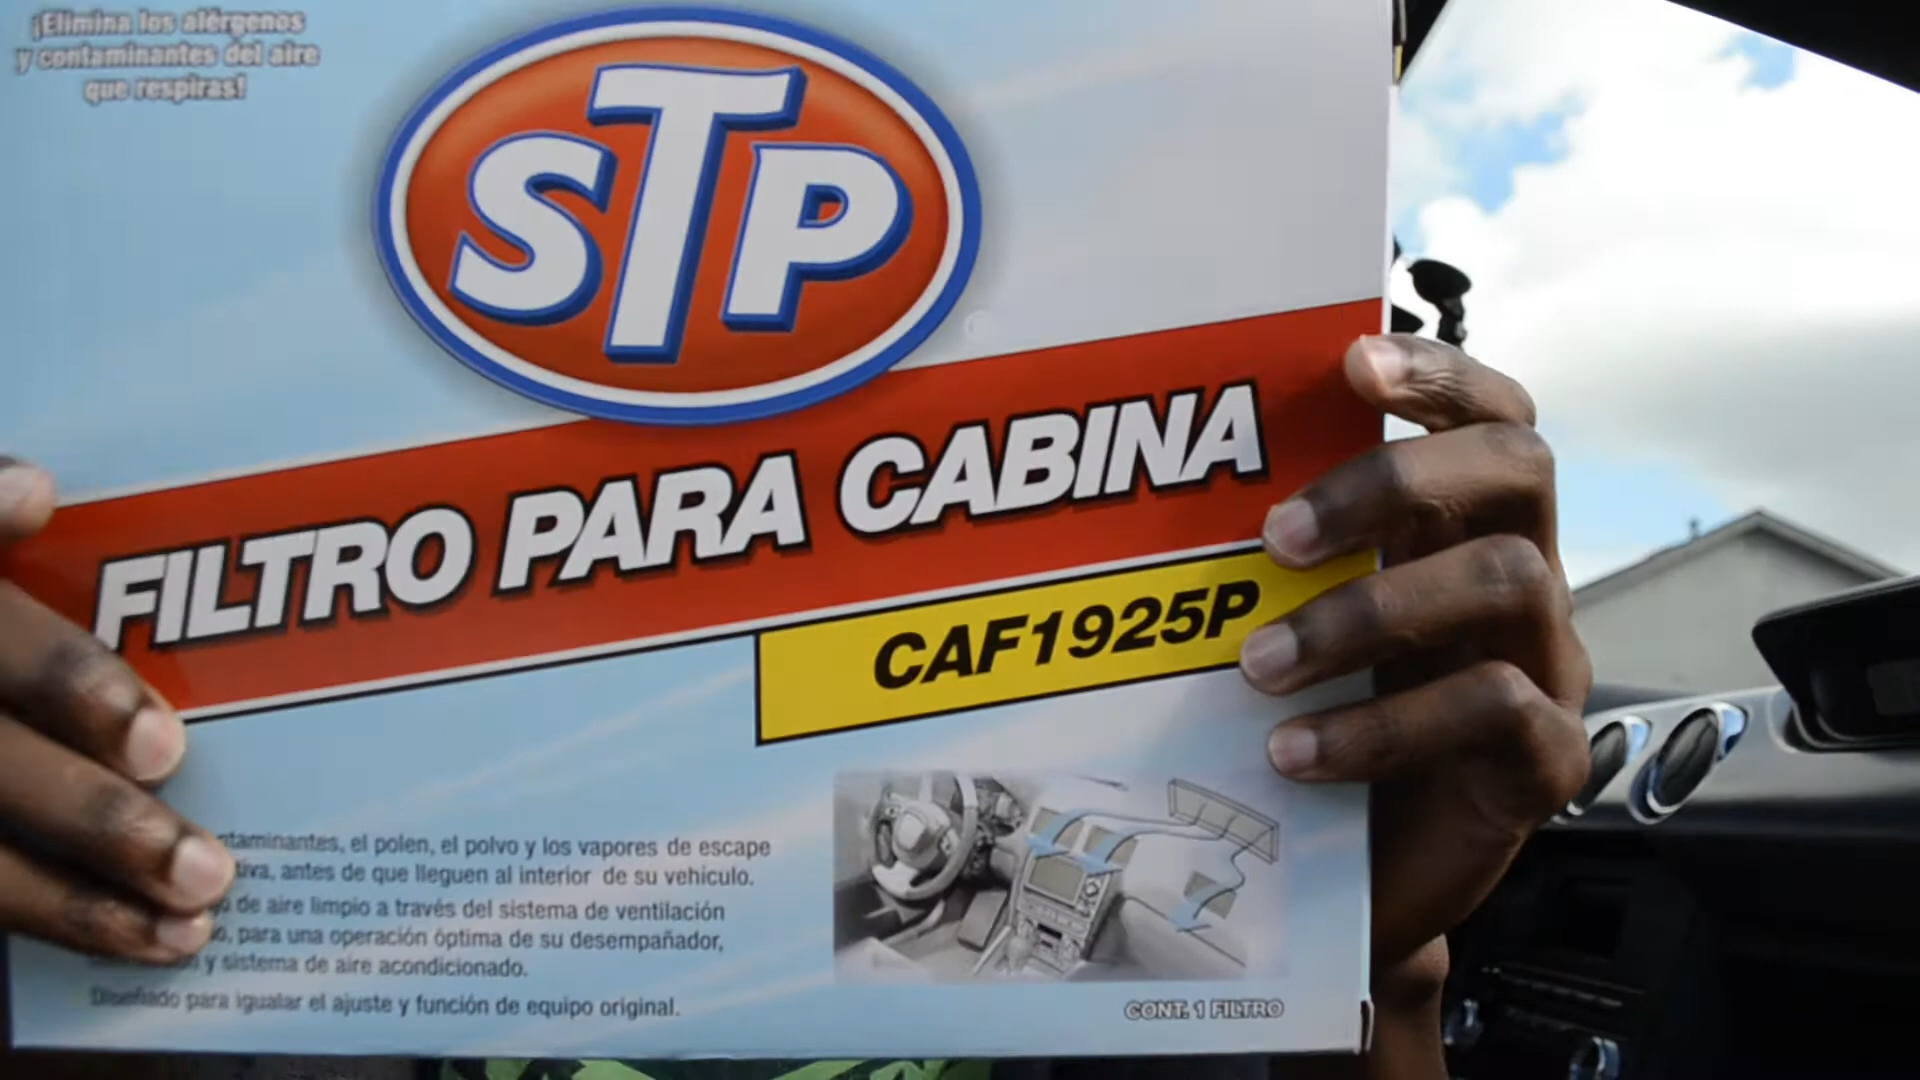 ¡Elimina los alérgenos
y contaminantes del aire
que respiras!
STP
FILTRO PARA CABINA
CAF1925P
el polen, el polvo y los vapores de escape
antes de que lleguen al interior de su vehículo.
de aire limpio a través del sistema de ventilación
para una operación óptima de su desempañador,
y sistema de aire acondicionado.
Diseñado para igualar el ajuste y función de equipo original.
CONT. 1 FILTRO